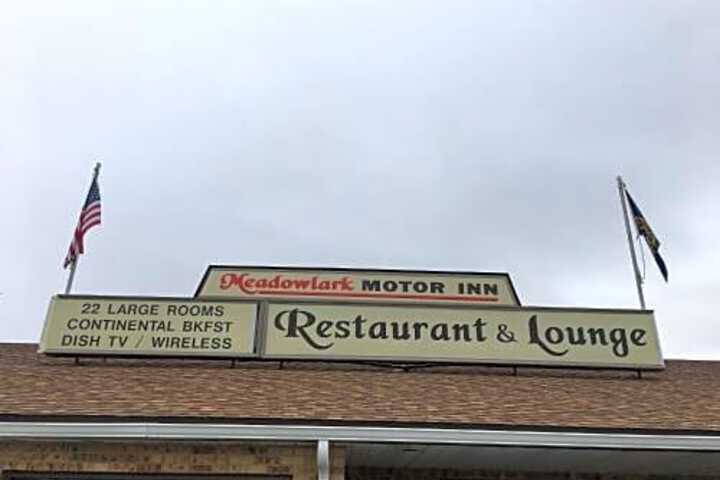 Meadowlark MOTOR INN
22 LARGE ROOMS
CONTINENTAL BKFST
DISH TV / WIRELESS
Restaurant & Lounge